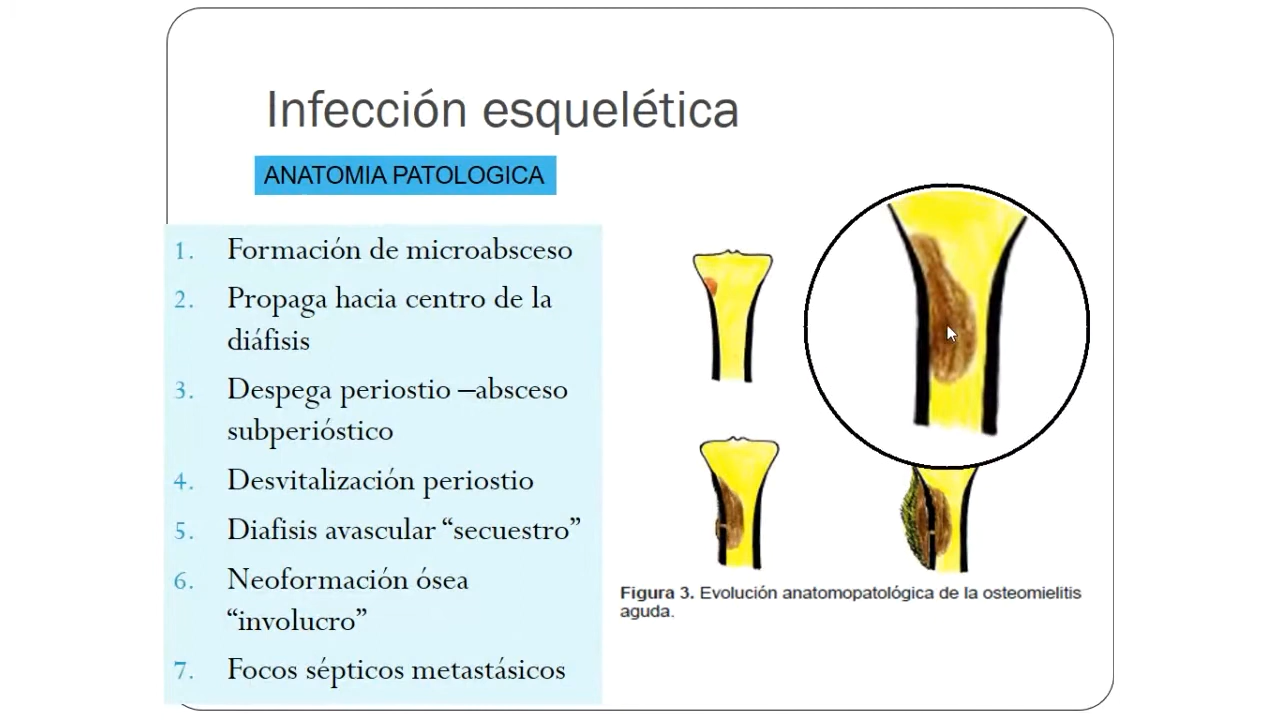 Infección esquelética
ANATOMIA PATOLOGICA
1. Formación de microabsceso
2. Propaga hacia centro de la
diáfisis
3. Despega periostio –absceso
subperióstico
4. Desvitalización periostio
5. Diafisis avascular “secuestro”
6. Neoformación ósea
“involucro”
7. Focos sépticos metastásicos
Figura 3. Evolución anatomopatológica de la osteomielitis
aguda.